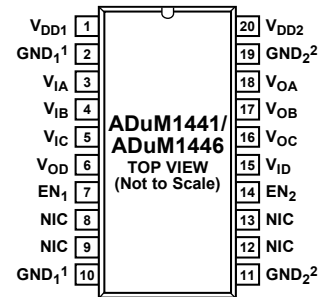 VDD1 1 20 VDD2
GND1¹ 2 19 GND2²
VIA 3 18 VOA
VIB 4 17 VOB
VIC 5 ADuM1441/ 16 VOC
ADuM1446
VOD 6 TOP VIEW 15 VID
EN1 7 (Not to Scale) 14 EN2
NIC 8 13 NIC
NIC 9 12 NIC
GND1¹ 10 11 GND2²